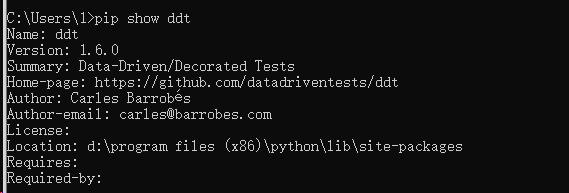 C:\Users\1>pip show ddt
Name: ddt
Version: 1.6.0
Summary: Data-Driven/Decorated Tests
Home-page: https://github.com/datadriventests/ddt
Author: Carles Barrobés
Author-email: carles@barrobes.com
License:
Location: d:\program files (x86)\python\lib\site-packages
Requires:
Required-by: